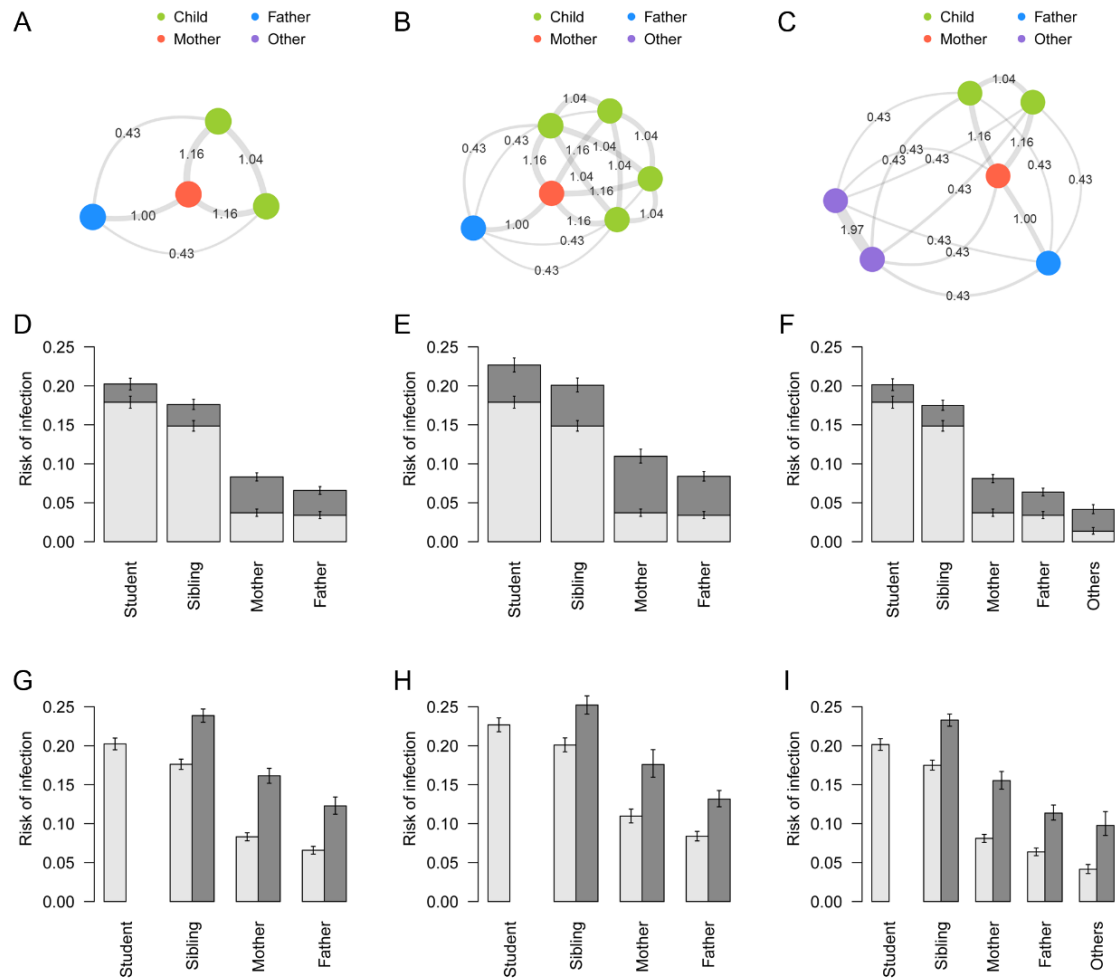 A
Child
Father
Mother
Other
0.43
1.16
1.04
1.00
1.16
0.43
B
Child
Father
Mother
Other
1.04
0.43
0.43
1.16
1.04
1.04
1.16
1.04
1.16
1.00
1.16
0.43
1.04
0.43
C
Child
Father
Mother
Other
1.04
0.43
1.16
1.16
0.43
0.43
0.43
0.43
0.43
1.97
1.00
0.43
0.43
0.43
D
Risk of infection
0.25
0.20
0.15
0.10
0.05
0.00
Student
Sibling
Mother
Father
E
Risk of infection
0.25
0.20
0.15
0.10
0.05
0.00
Student
Sibling
Mother
Father
F
Risk of infection
0.25
0.20
0.15
0.10
0.05
0.00
Student
Sibling
Mother
Father
Others
G
Risk of infection
0.25
0.20
0.15
0.10
0.05
0.00
Student
Sibling
Mother
Father
H
Risk of infection
0.25
0.20
0.15
0.10
0.05
0.00
Student
Sibling
Mother
Father
I
Risk of infection
0.25
0.20
0.15
0.10
0.05
0.00
Student
Sibling
Mother
Father
Others